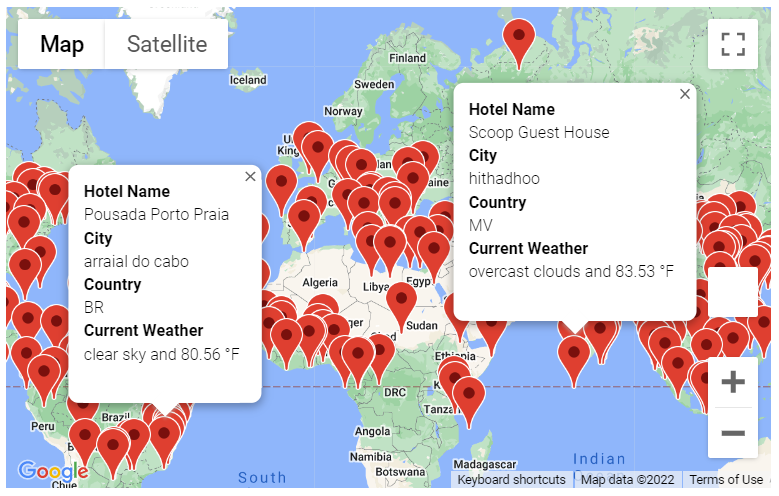 Map
Satellite
Iceland
Finland
Sweden
Norway
Hotel Name
Scoop Guest House
City
hithadhoo
Country
MV
Current Weather
overcast clouds and 83.53 °F
Hotel Name
Pousada Porto Praia
City
arraial do cabo
Country
BR
Current Weather
clear sky and 80.56 °F
Algeria
Libya
Egypt
Sudan
Ethiopia
DRC
Angola
Namibia
Botswana
Madagascar
Brazil
Peru
Google
South
Indian
Keyboard shortcuts
Map data ©2022
Terms of Use